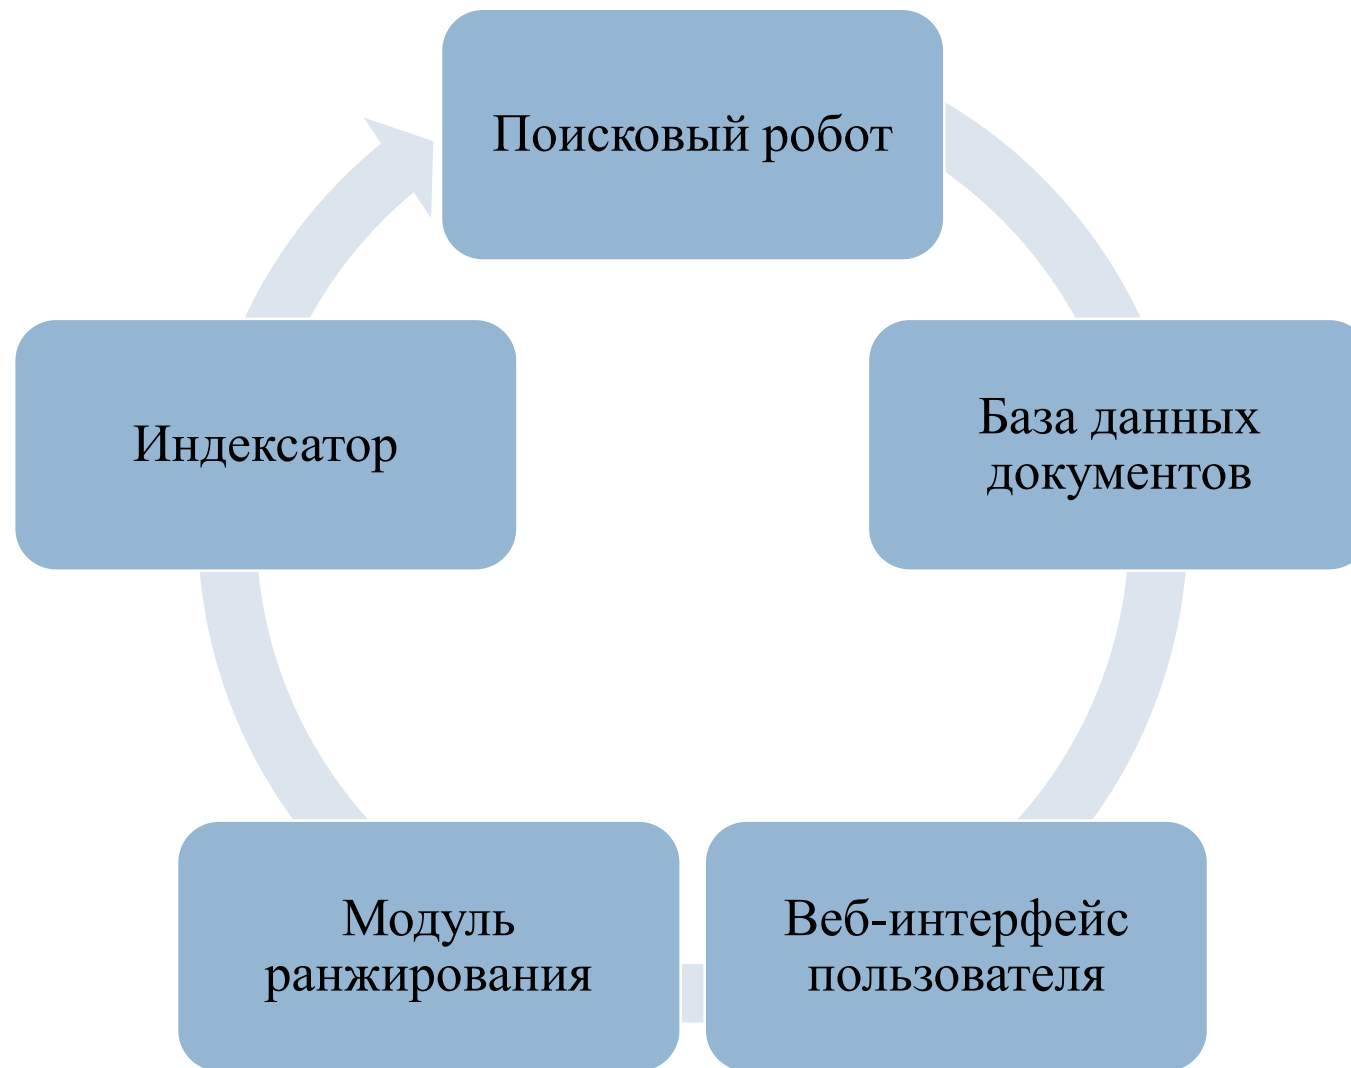 Поисковый робот
База данных
документов
Веб-интерфейс
пользователя
Модуль
ранжирования
Индексатор